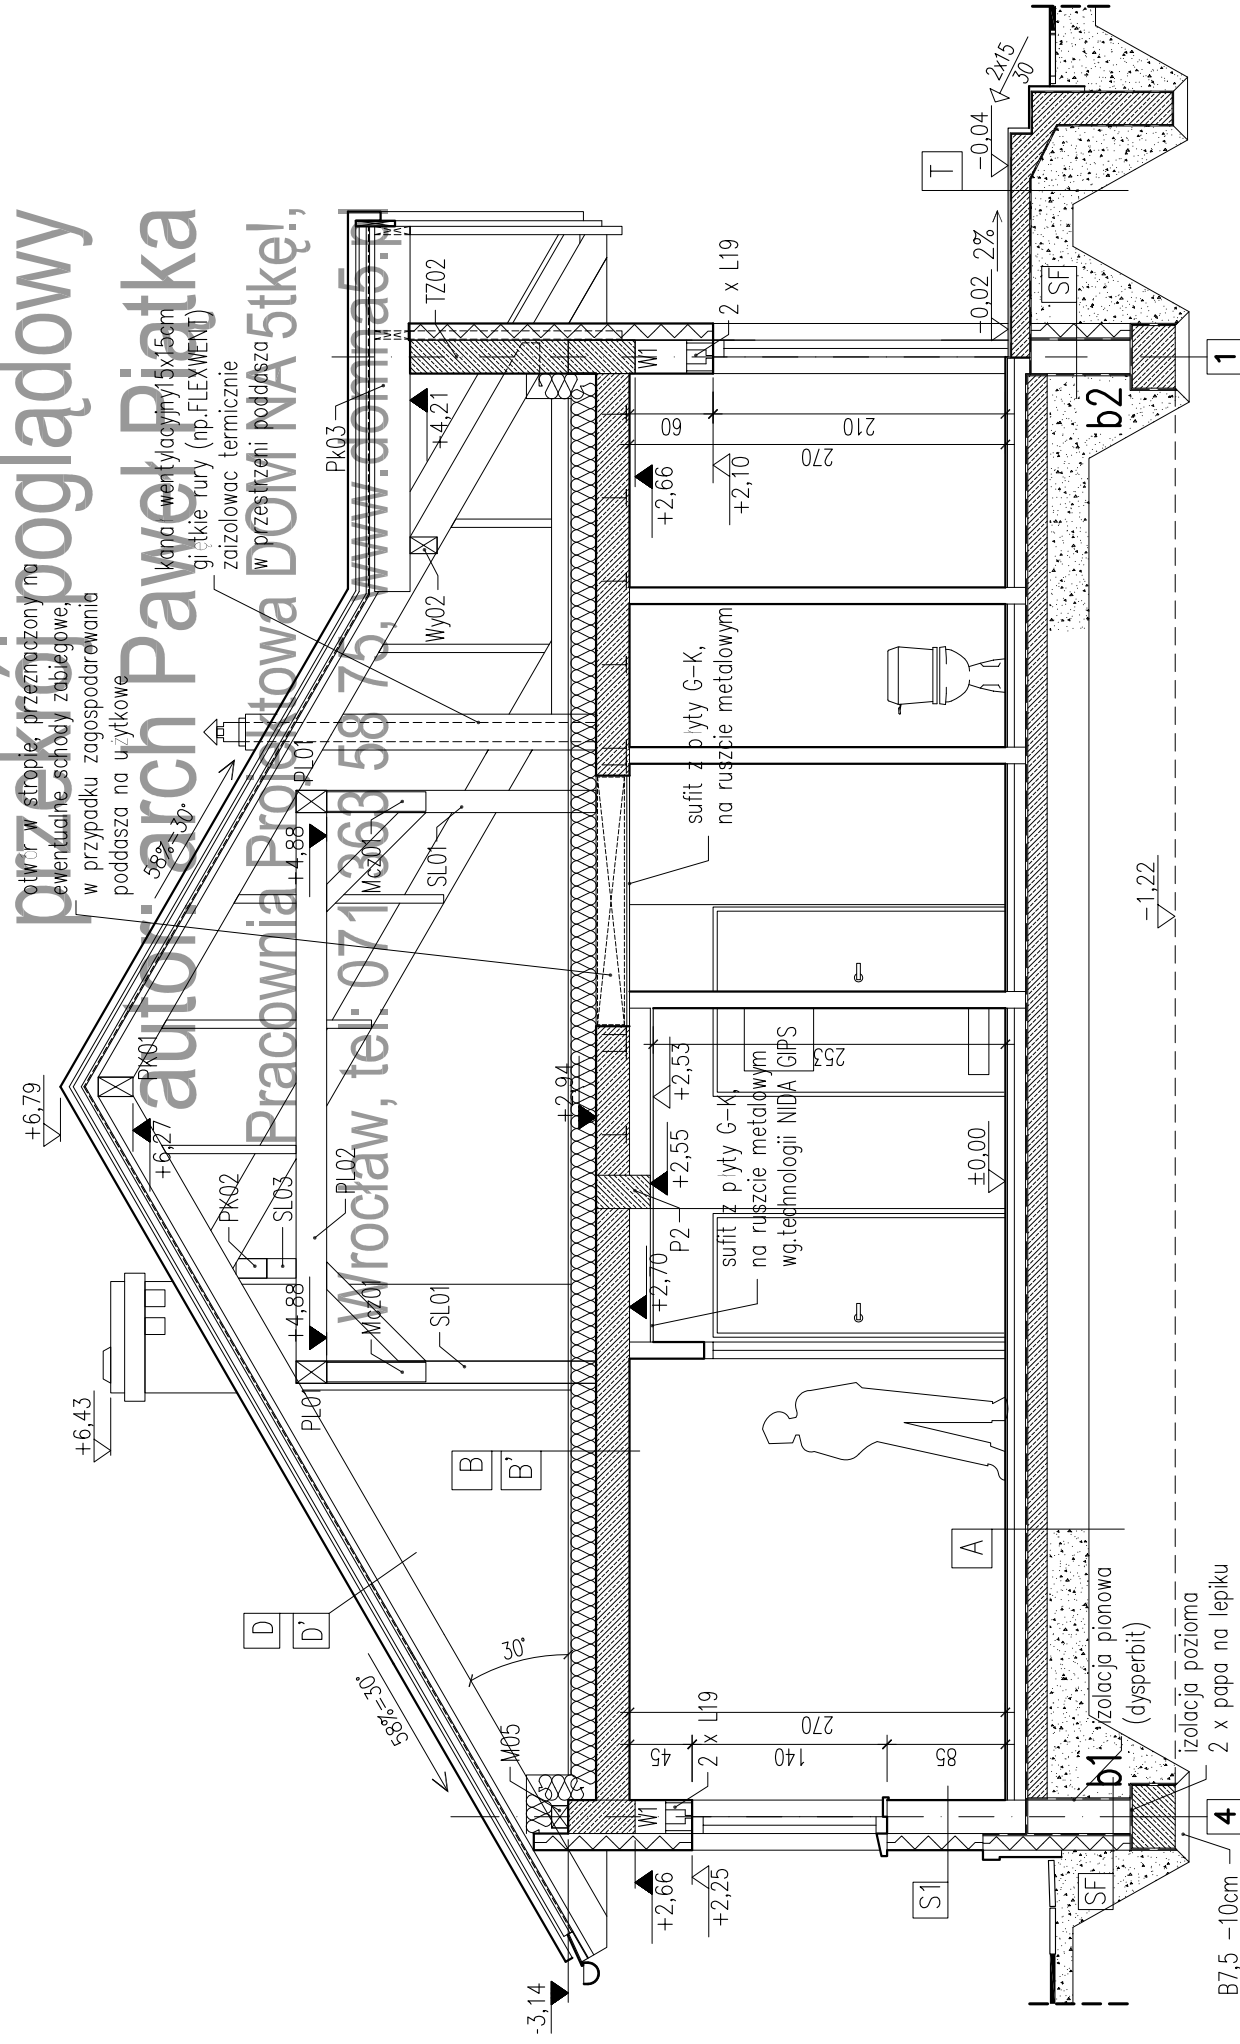 przekrój poglądowy
autor: arch Paweł Piątka
Pracownia Projektowa DOM NA 5tkę!,
Wrocław, tel: 071 363 58 75, www.domna5.pl
otwór w stropie, przeznaczony na
ewentualne schody zabiegowe,
w przypadku zagospodarowania
poddasza na użytkowe
kanał wentylacyjny15x15cm
giętkie rury (np.FLEXWENT)
zaizolowac termicznie
w przestrzeni poddasza
+6,79
+6,43
+6,27
PK01
PK02
SL03
PL02
58%=30°
58%=30°
30°
+4,88
+4,88
PL01
PL01
Mcz01
Mcz01
SL01
SL01
Pk03
TZ02
+4,21
Wy02
D
D'
B
B'
M05
-3,14
+2,94
W1
W1
2 x L19
2 x L19
+2,66
+2,25
+2,66
+2,10
45
140
85
270
60
210
270
253
+2,70
+2,55
+2,53
P2
sufit z płyty G-K,
na ruszcie metalowym
wg.technologii NIDA GIPS
sufit z płyty G-K,
na ruszcie metalowym
±0,00
-0,02
2%
-0,04
2x15
30
T
SF
S1
SF
A
b1
b2
-1,22
izolacja pionowa
(dysperbit)
izolacja pozioma
2 x papa na lepiku
B7,5 -10cm
4
1